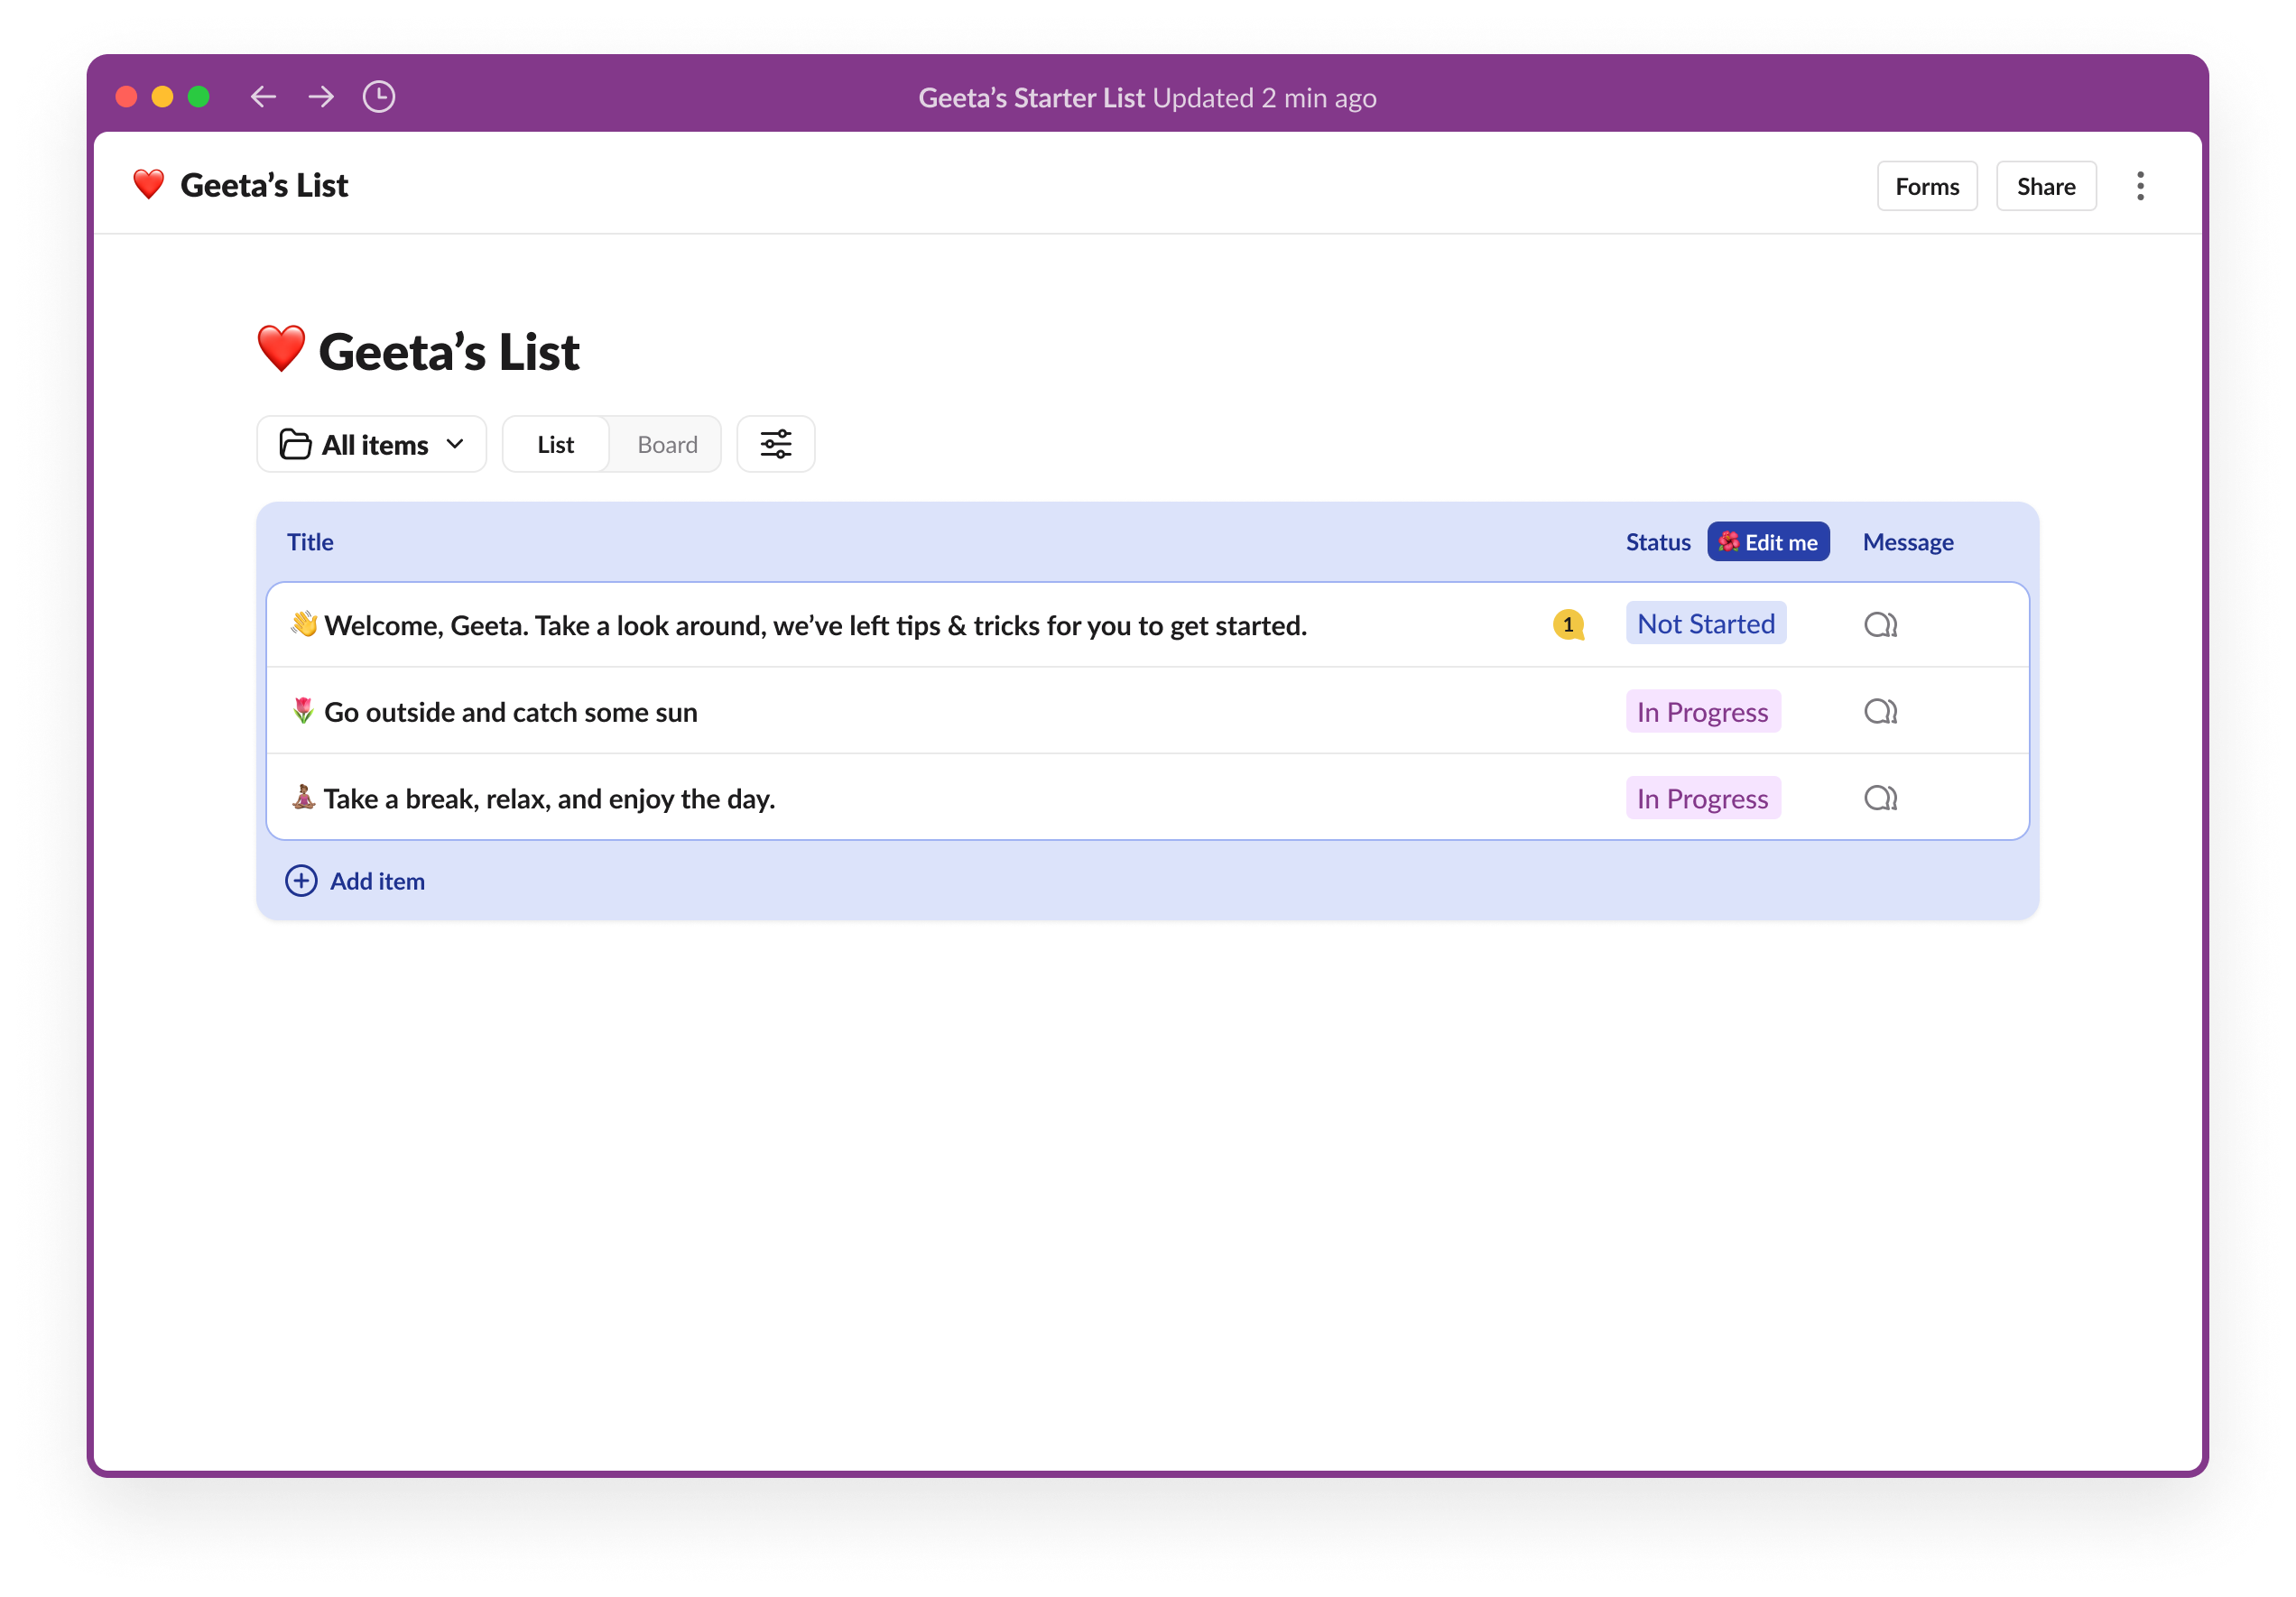 Geeta’s Starter List Updated 2 min ago
❤️ Geeta’s List
Forms
Share
❤️ Geeta’s List
All items
List
Board
Title
Status
🌺 Edit me
Message
👋 Welcome, Geeta. Take a look around, we’ve left tips & tricks for you to get started.
1
Not Started
🌷 Go outside and catch some sun
In Progress
🧘🏽‍♀️ Take a break, relax, and enjoy the day.
In Progress
Add item